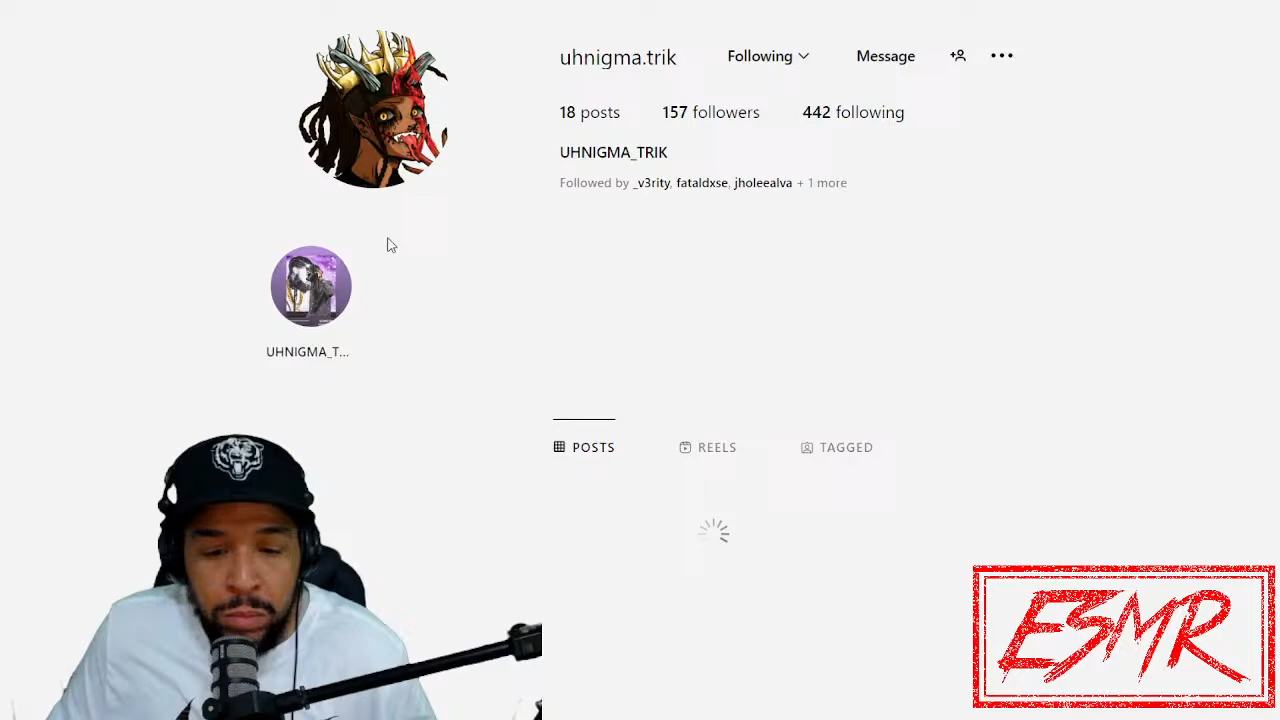 uhnigma.trik Following Message
18 posts 157 followers 442 following
UHNIGMA_TRIK
Followed by _v3rity, fataldxse, jholeealva + 1 more
UHNIGMA_T...
POSTS REELS TAGGED
ESMR